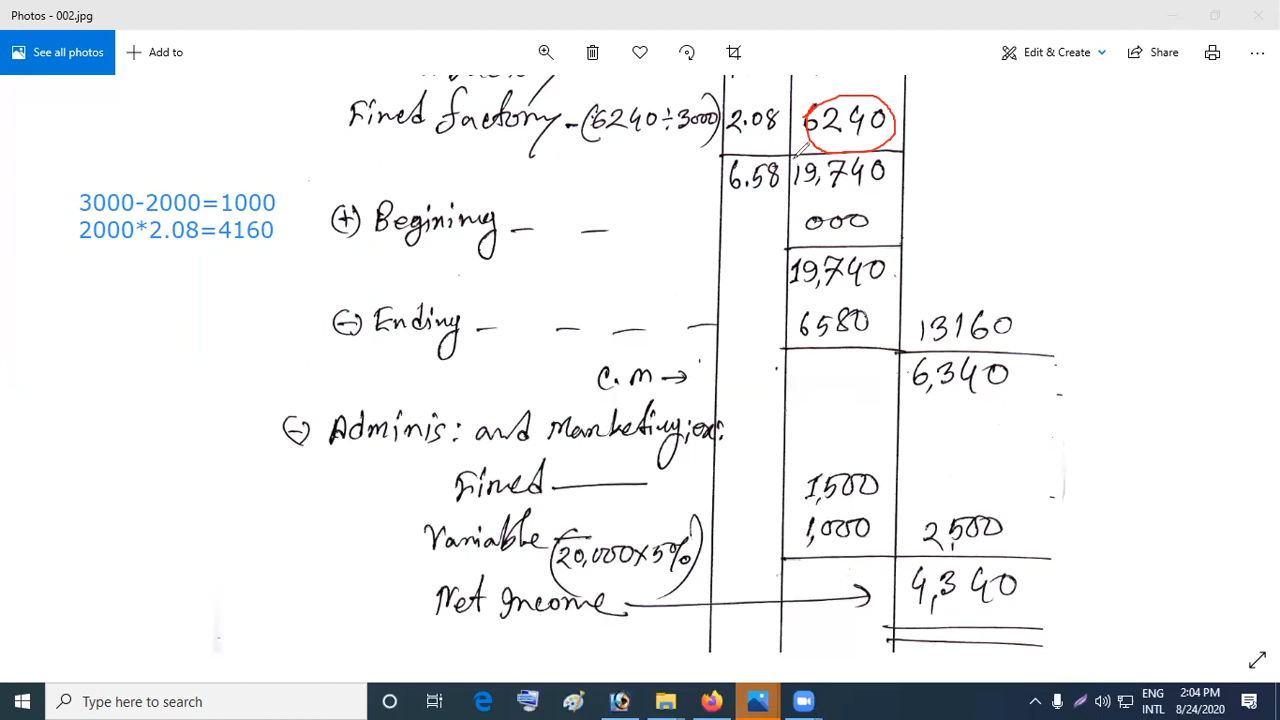 Photos - 002.jpg
See all photos
Add to
Edit & Create
Share
Fixed factory - (6240÷3000) 2.08 6240
6.58 19,740
3000-2000=1000
2000*2.08=4160
(+) Begining — — 000
19,740
(-) Ending — — — — 6580 13160
C.M → 6,340
(-) Adminis: and Marketing; ex:
Fixed —— 1,500
Variable — 1,000 2,500
(20,000×5%)
Net Income → 4,340
Type here to search
ENG
INTL
2:04 PM
8/24/2020